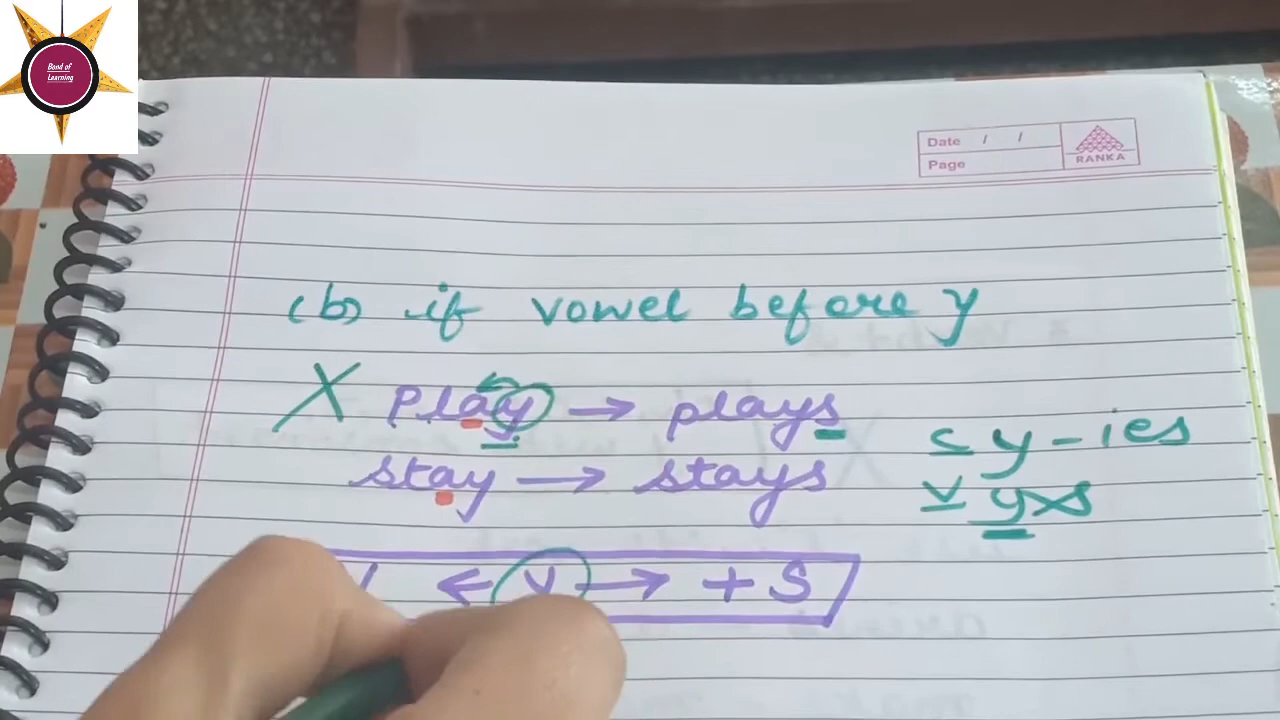 Bond of
Learning
Date / /
Page
RANKA
(b) if vowel before y
X Play → plays
stay → stays
c y - ies
v y x s
← y → + s